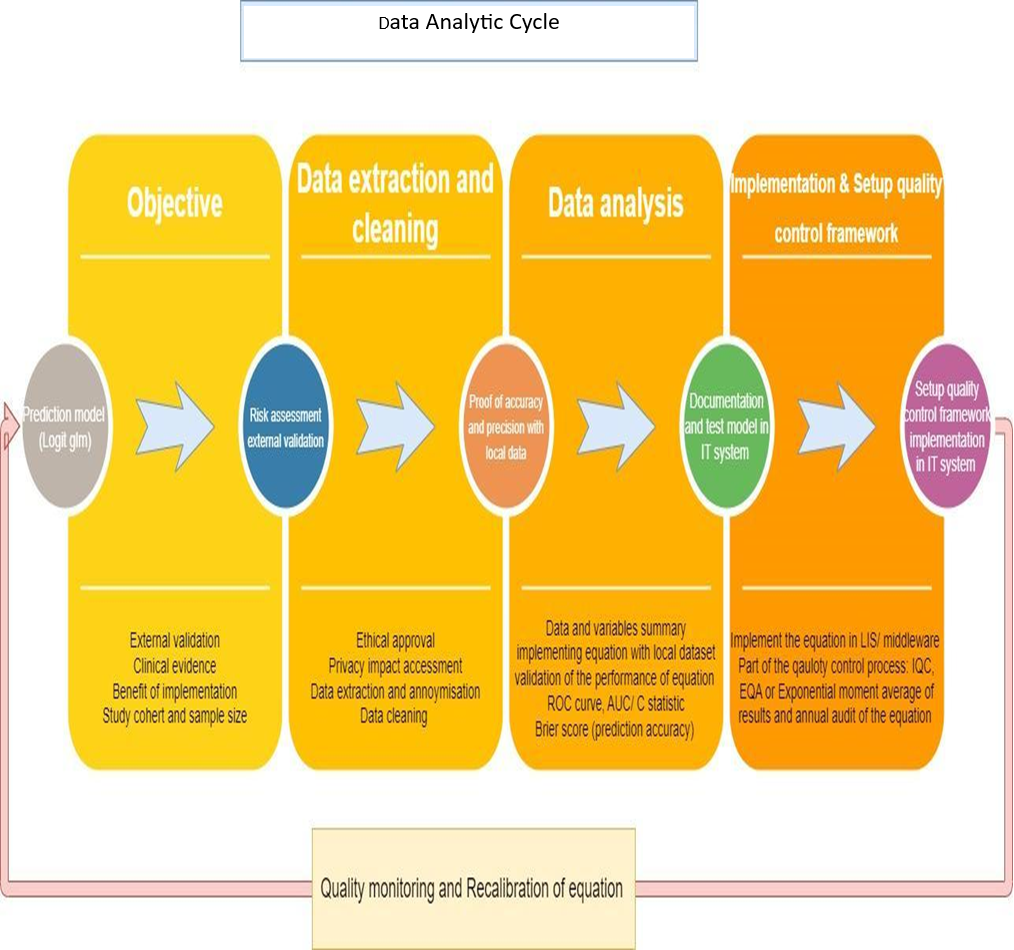 Data Analytic Cycle
Objective
Data extraction and
cleaning
Data analysis
Implementation & Setup quality
control framework
Prediction model
(Logit glm)
Risk assessment
external validation
Proof of accuracy
and precision with
local data
Documentation
and test model in
IT system
Setup quality
control framework
implementation
in IT system
External validation
Clinical evidence
Benefit of implementation
Study cohert and sample size
Ethical approval
Privacy impact assessment
Data extraction and annoymisation
Data cleaning
Data and variables summary
implementing equation with local dataset
validation of the performance of equation
ROC curve, AUC/ C statistic
Brier score (prediction accuracy)
Implement the equation in LIS/ middleware
Part of the qauloty control process: IQC,
EQA or Exponential moment average of
results and annual audit of the equation
Quality monitoring and Recalibration of equation